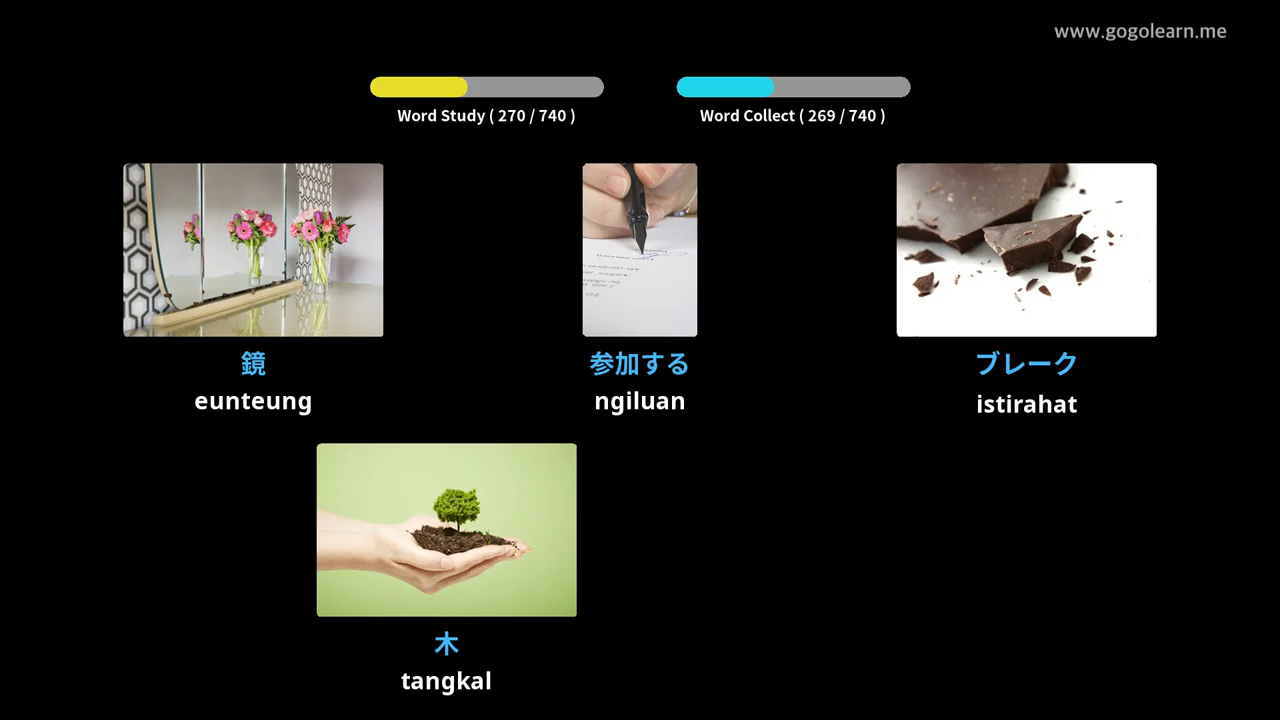 www.gogolearn.me
Word Study ( 270 / 740 )
Word Collect ( 269 / 740 )
鏡
eunteung
参加する
ngiluan
ブレーク
istirahat
木
tangkal